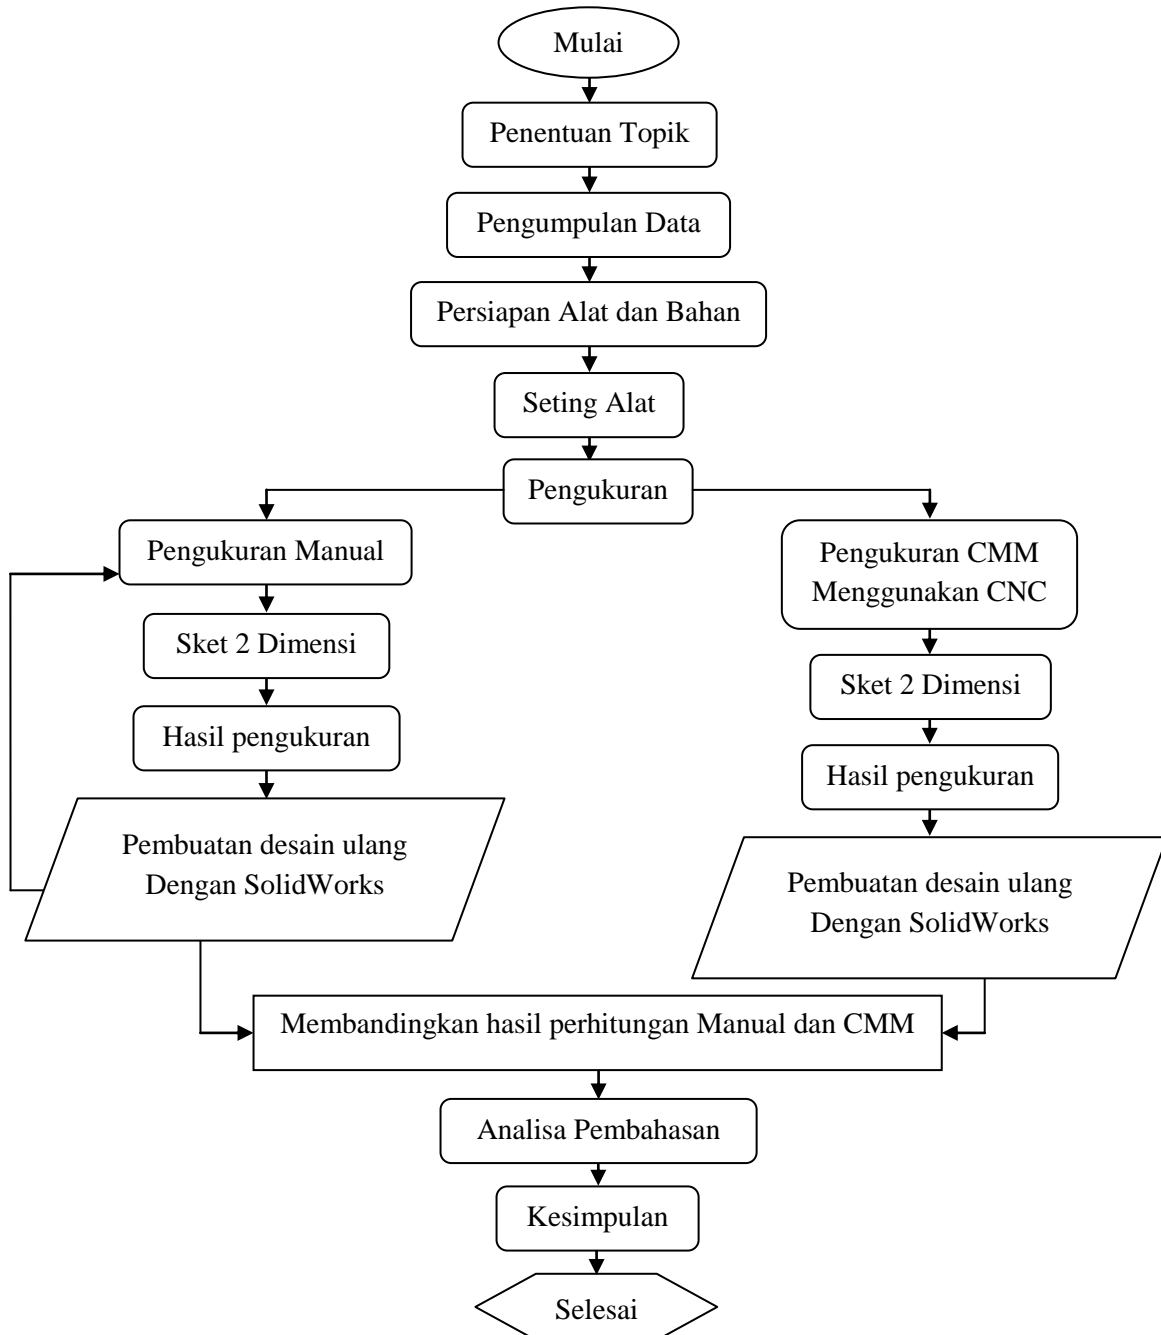 Mulai
Penentuan Topik
Pengumpulan Data
Persiapan Alat dan Bahan
Seting Alat
Pengukuran
Pengukuran Manual
Sket 2 Dimensi
Hasil pengukuran
Pembuatan desain ulang
Dengan SolidWorks
Pengukuran CMM
Menggunakan CNC
Sket 2 Dimensi
Hasil pengukuran
Pembuatan desain ulang
Dengan SolidWorks
Membandingkan hasil perhitungan Manual dan CMM
Analisa Pembahasan
Kesimpulan
Selesai